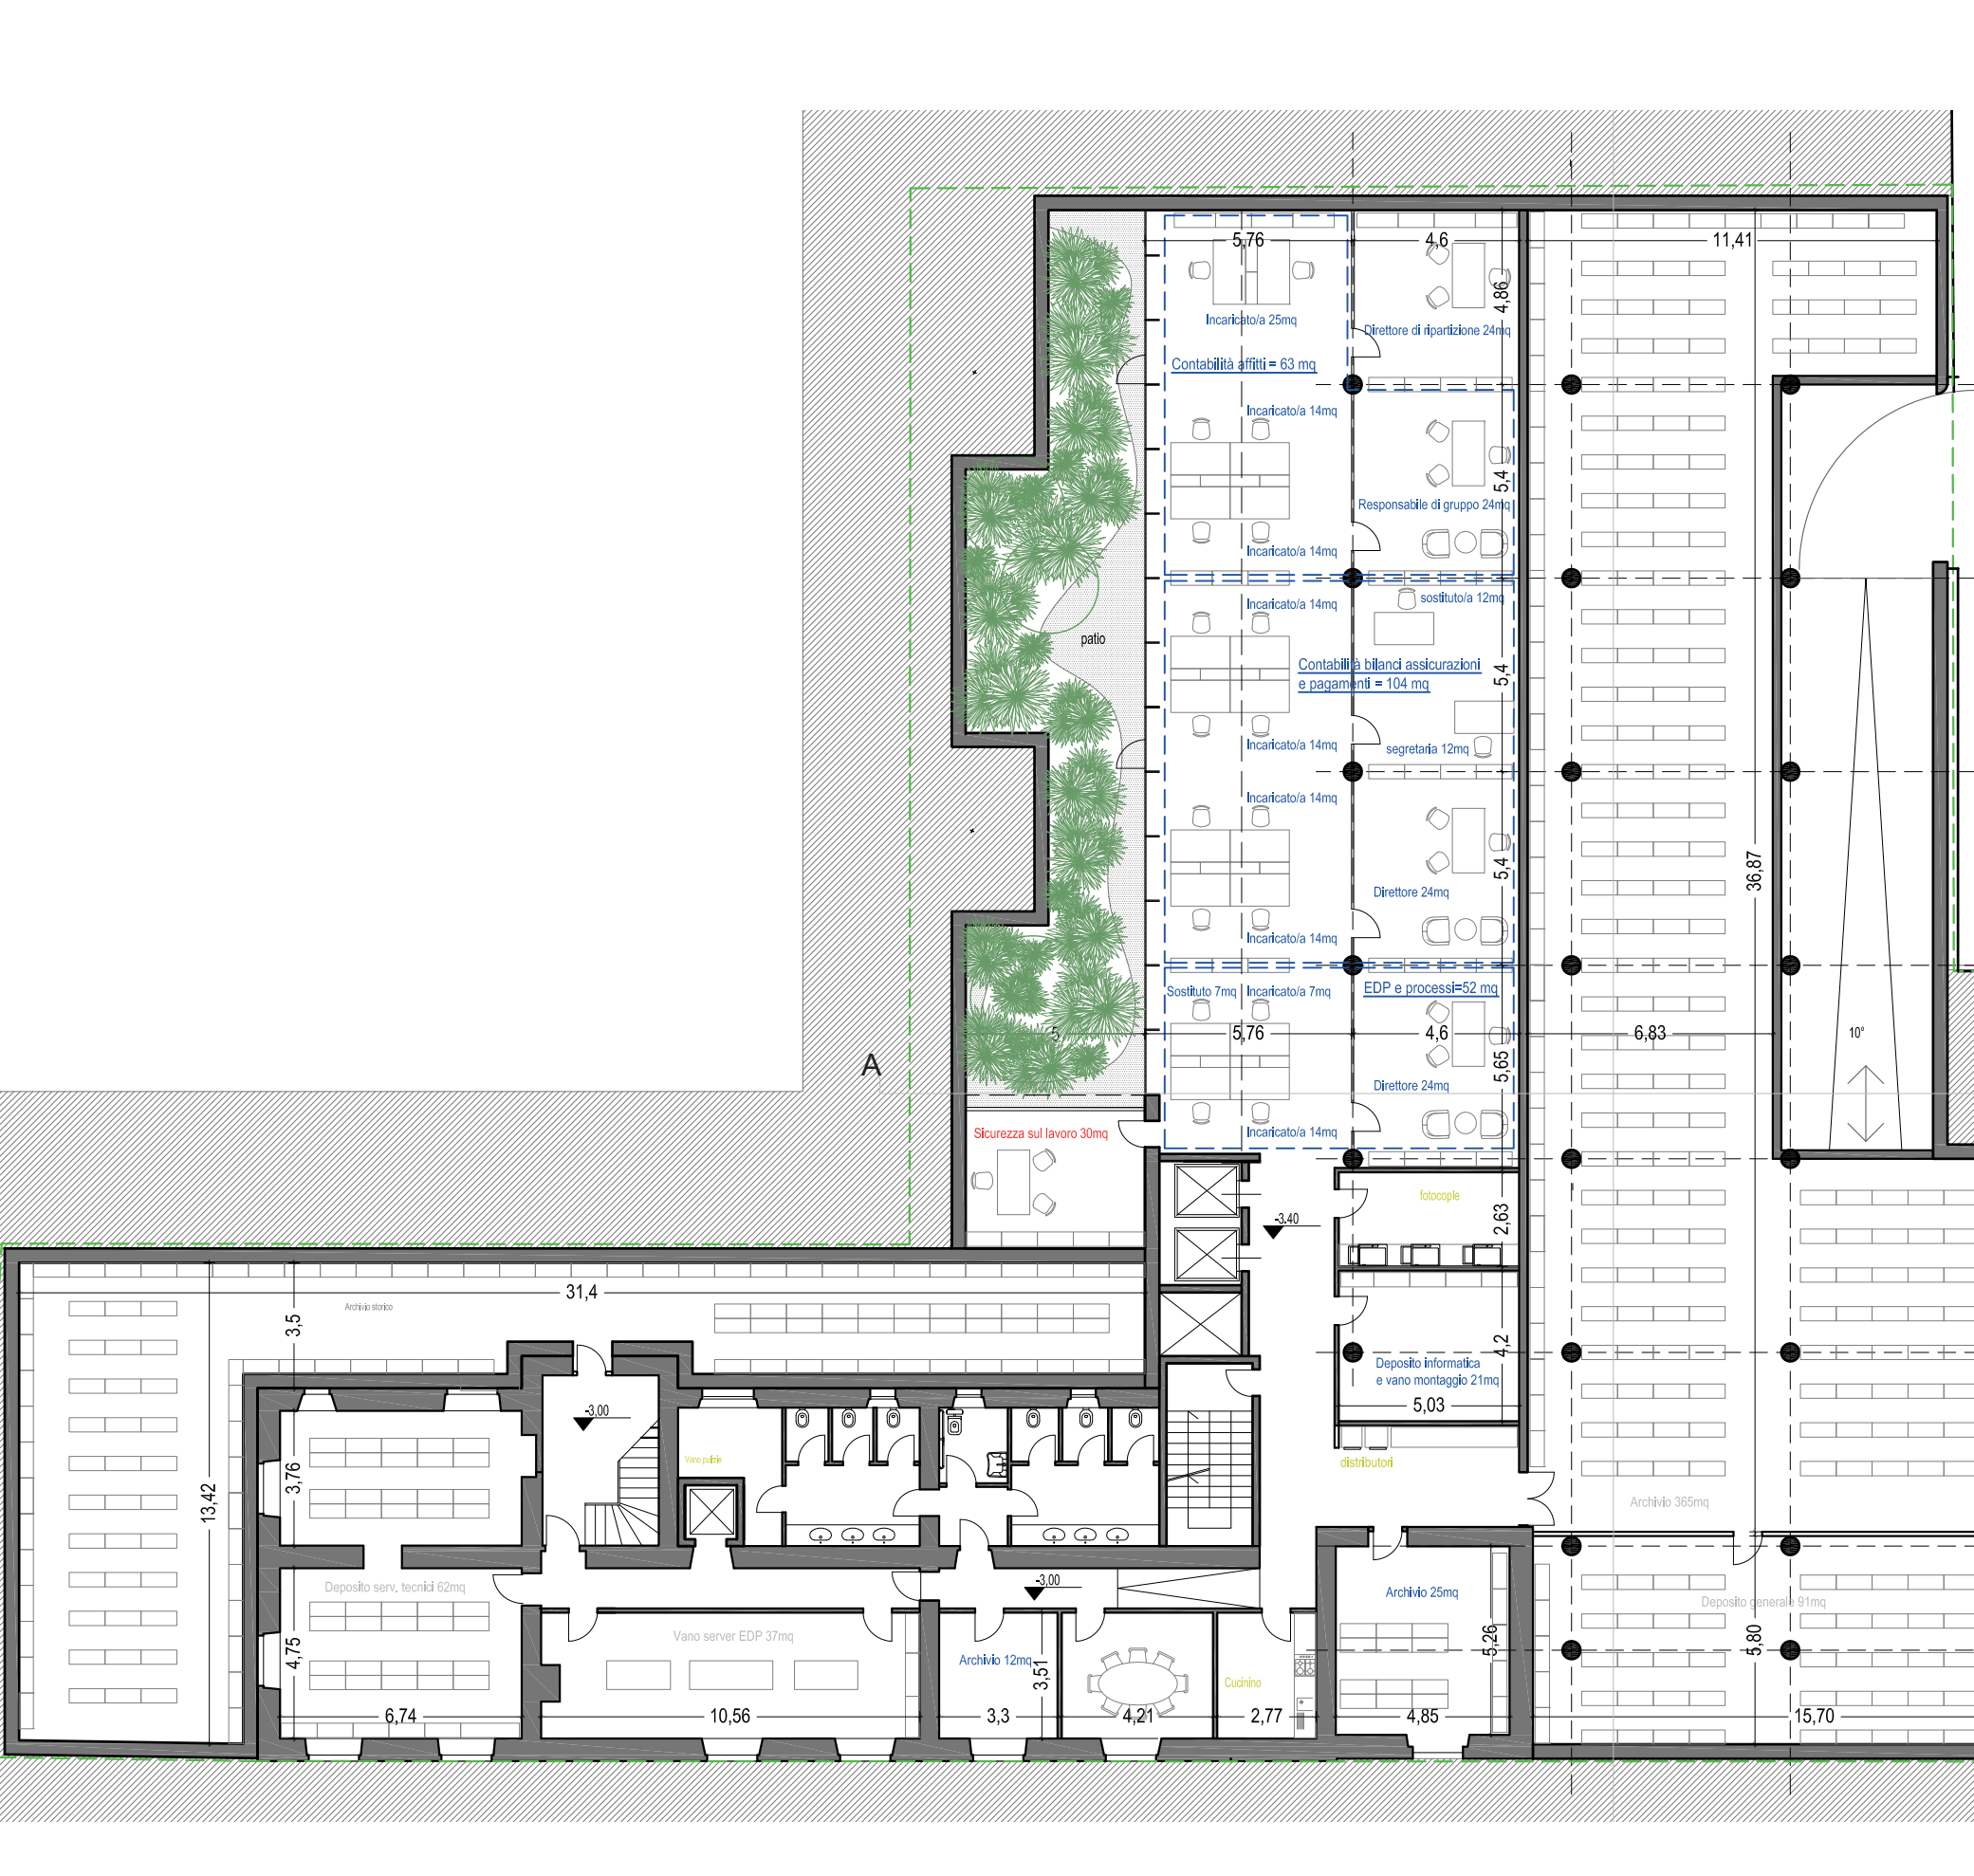 5,76
4,6
11,41
4,86
Incaricato/a 25mq
Direttore di ripartizione 24mq
Contabilità affitti = 63 mq
Incaricato/a 14mq
5,4
Responsabile di gruppo 24mq
Incaricato/a 14mq
Incaricato/a 14mq
sostituto/a 12mq
patio
Contabilità bilanci assicurazioni
e pagamenti = 104 mq
5,4
Incaricato/a 14mq
segretaria 12mq
Incaricato/a 14mq
5,4
36,87
Direttore 24mq
Incaricato/a 14mq
Sostituto 7mq
Incaricato/a 7mq
EDP e processi=52 mq
5
5,76
4,6
6,83
10°
A
5,65
Direttore 24mq
Sicurezza sul lavoro 30mq
Incaricato/a 14mq
fotocopie
-3.40
2,63
31,4
Archivio storico
3,5
4,2
Deposito informatica
e vano montaggio 21mq
5,03
-3,00
Vano pulizie
distributori
3,76
13,42
Archivio 365mq
Deposito serv. tecnici 62mq
-3,00
Archivio 25mq
Deposito generale 91mq
Vano server EDP 37mq
4,75
Archivio 12mq
3,51
5,26
5,80
Cucinino
6,74
10,56
3,3
4,21
2,77
4,85
15,70